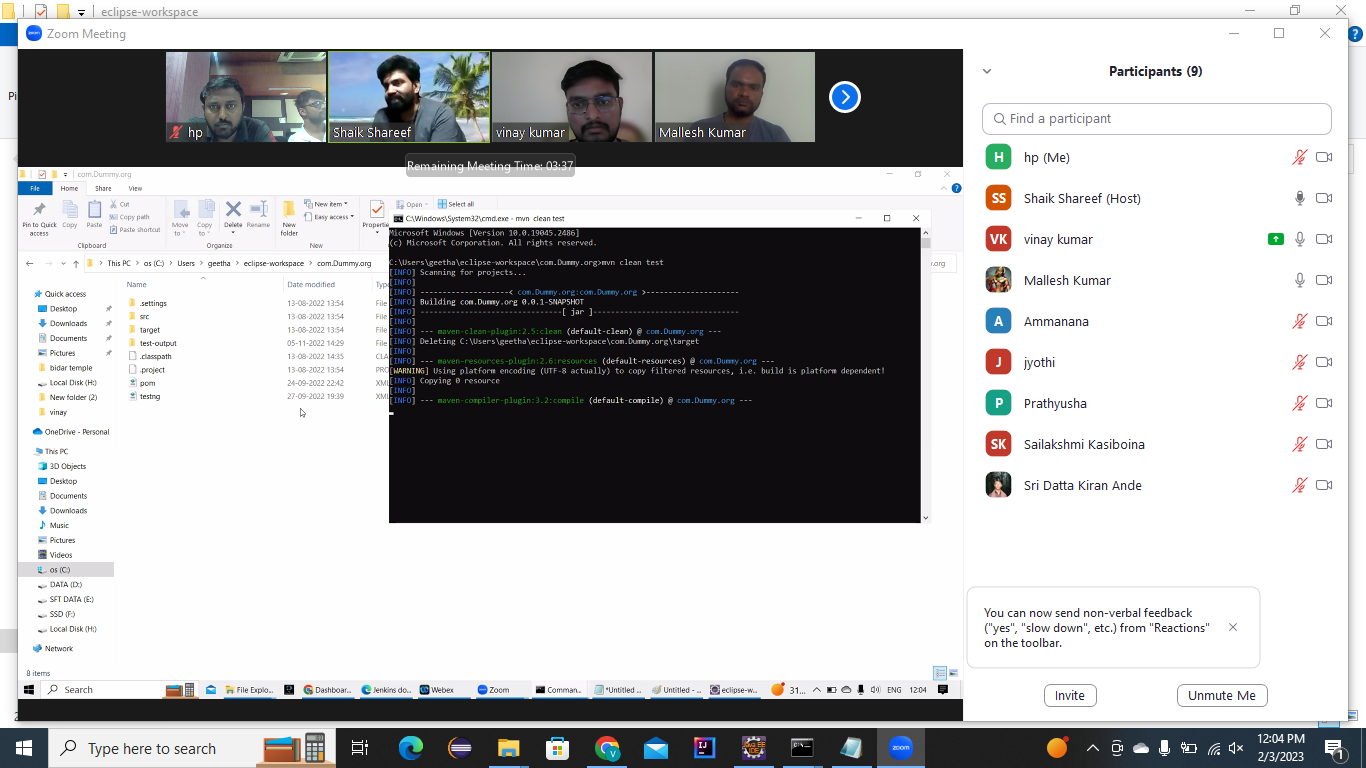 eclipse-workspace
Zoom Meeting
hp
Shaik Shareef
vinay kumar
Mallesh Kumar
Remaining Meeting Time: 03:37
com.Dummy.org
File Home Share View
Pin to Quick access
Copy
Paste
Cut
Copy path
Paste shortcut
Clipboard
Move to
Copy to
Delete
Rename
Organize
New folder
New item
Easy access
New
Properties
Open
Select all
This PC > os (C:) > Users > geetha > eclipse-workspace > com.Dummy.org
Name Date modified
.settings 13-08-2022 13:54 File
src 13-08-2022 13:54 File
target 13-08-2022 13:54 File
test-output 05-11-2022 14:29 File
.classpath 13-08-2022 14:35 CLA
.project 13-08-2022 13:54 PRO
pom 24-09-2022 22:42 XML
testng 27-09-2022 19:39 XML
Quick access
Desktop
Downloads
Documents
Pictures
bidar temple
Local Disk (H:)
New folder (2)
vinay
OneDrive - Personal
This PC
3D Objects
Desktop
Documents
Downloads
Music
Pictures
Videos
os (C:)
DATA (D:)
SFT DATA (E:)
SSD (F:)
Local Disk (H:)
Network
8 items
C:\Windows\System32\cmd.exe - mvn clean test
Microsoft Windows [Version 10.0.19045.2486]
(c) Microsoft Corporation. All rights reserved.
C:\Users\geetha\eclipse-workspace\com.Dummy.org>mvn clean test
[INFO] Scanning for projects...
[INFO]
[INFO] -------------------< com.Dummy.org:com.Dummy.org >--------------------
[INFO] Building com.Dummy.org 0.0.1-SNAPSHOT
[INFO] --------------------------------[ jar ]---------------------------------
[INFO]
[INFO] --- maven-clean-plugin:2.5:clean (default-clean) @ com.Dummy.org ---
[INFO] Deleting C:\Users\geetha\eclipse-workspace\com.Dummy.org\target
[INFO]
[INFO] --- maven-resources-plugin:2.6:resources (default-resources) @ com.Dummy.org ---
[WARNING] Using platform encoding (UTF-8 actually) to copy filtered resources, i.e. build is platform dependent!
[INFO] Copying 0 resource
[INFO]
[INFO] --- maven-compiler-plugin:3.2:compile (default-compile) @ com.Dummy.org ---
Search
File Explo...
Dashboar...
Jenkins do...
Webex
Zoom
Comman...
*Untitled ...
Untitled - ...
eclipse-w...
31...
ENG
12:04
Participants (9)
Find a participant
H hp (Me)
SS Shaik Shareef (Host)
VK vinay kumar
Mallesh Kumar
A Ammanana
J jyothi
P Prathyusha
SK Sailakshmi Kasiboina
Sri Datta Kiran Ande
You can now send non-verbal feedback
("yes", "slow down", etc.) from "Reactions"
on the toolbar.
Invite
Unmute Me
Type here to search
zoom
12:04 PM
2/3/2023
1